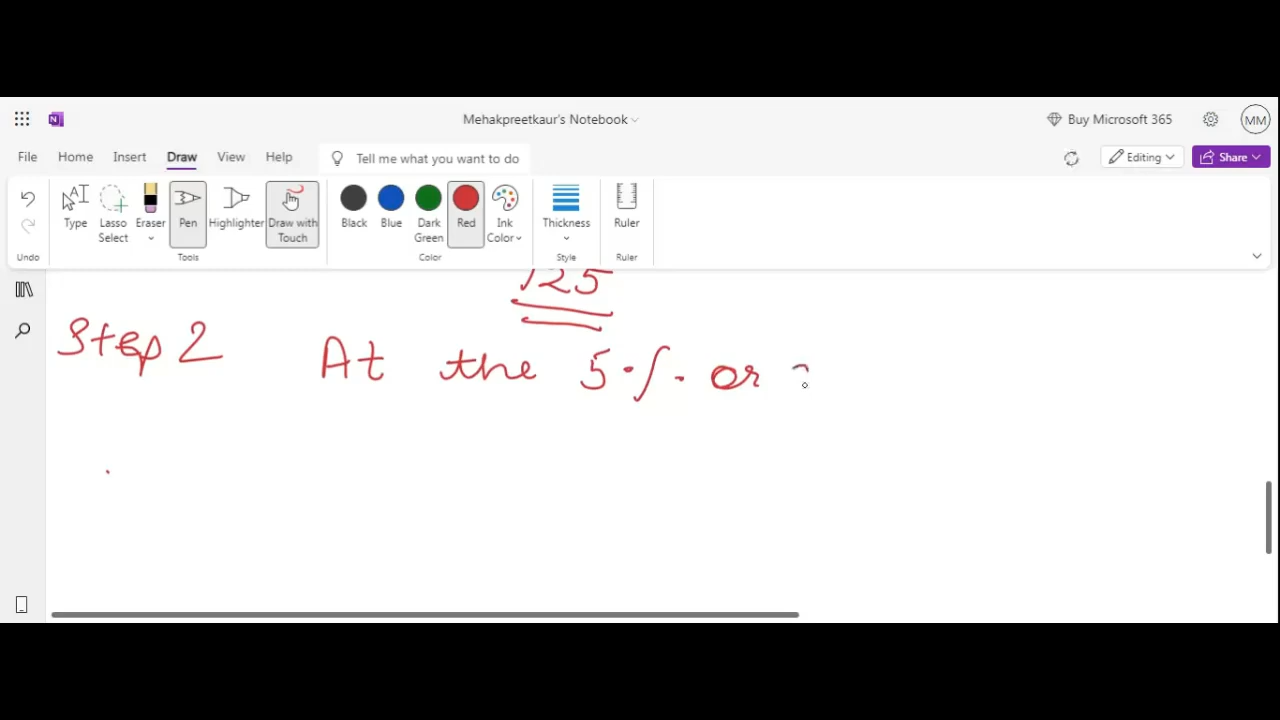 Mehakpreetkaur's Notebook
Buy Microsoft 365
MM
File Home Insert Draw View Help
Tell me what you want to do
Editing
Share
Type
Lasso Select
Eraser
Pen
Highlighter
Draw with Touch
Black
Blue
Dark Green
Red
Ink Color
Thickness
Ruler
Undo
Tools
Color
Style
Ruler
125
Step 2 At the 5% or